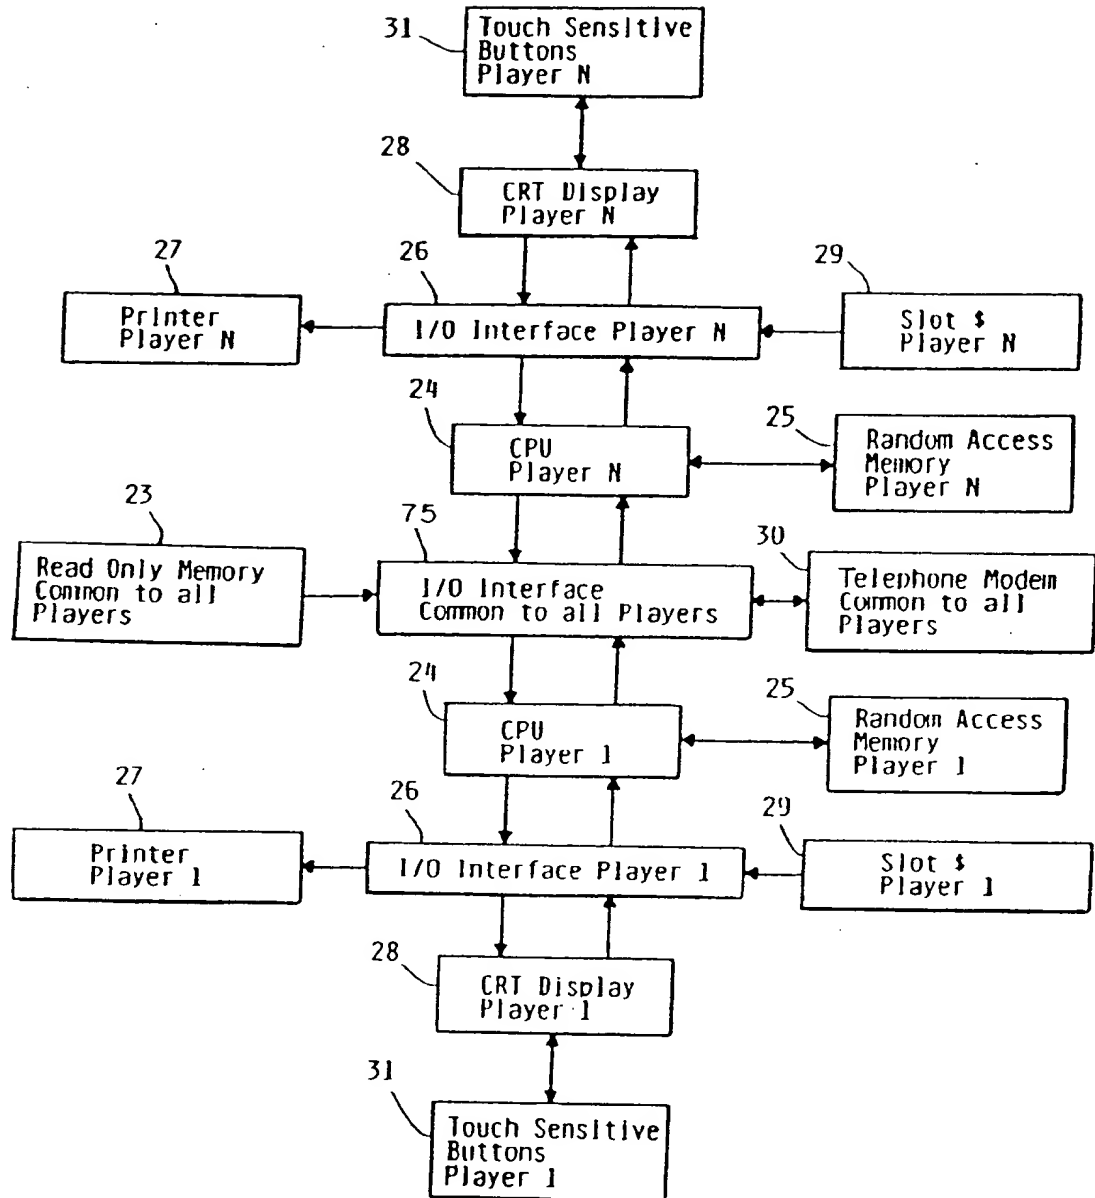 31
Touch Sensitive
Buttons
Player N
28
CRT Display
Player N
27
26
29
Printer
Player N
I/O Interface Player N
Slot $
Player N
24
25
CPU
Player N
Random Access
Memory
Player N
23
75
30
Read Only Memory
Common to all
Players
I/O Interface
Common to all Players
Telephone Modem
Common to all
Players
24
25
CPU
Player 1
Random Access
Memory
Player 1
27
26
29
Printer
Player 1
I/O Interface Player 1
Slot $
Player 1
28
CRT Display
Player 1
31
Touch Sensitive
Buttons
Player 1